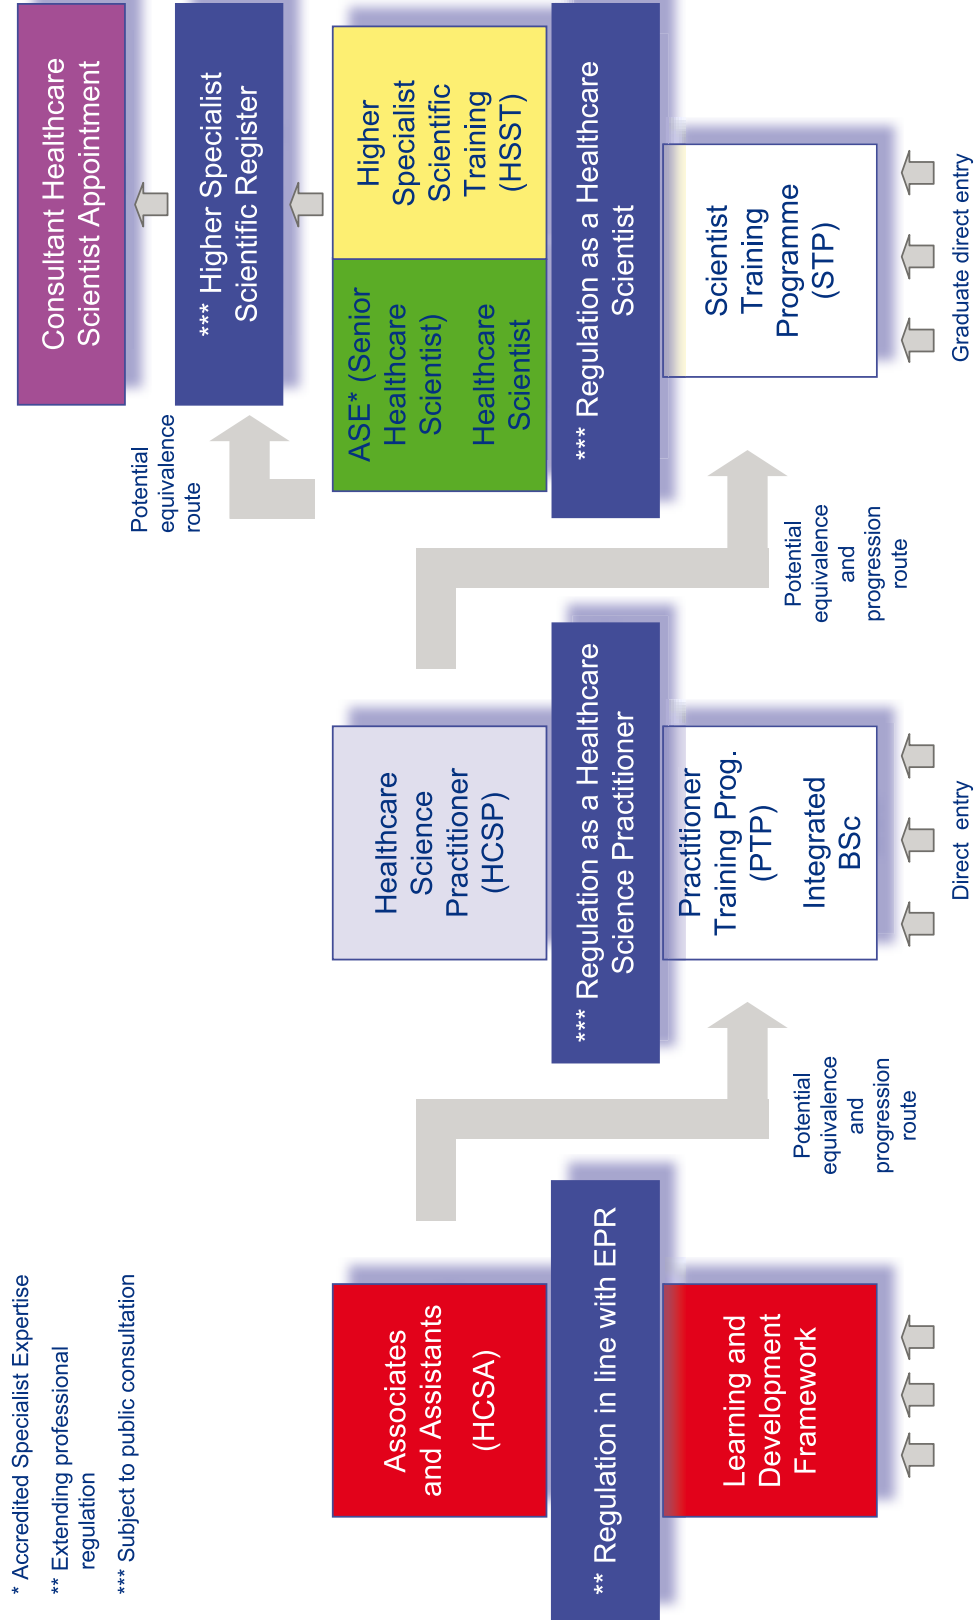 * Accredited Specialist Expertise
** Extending professional
regulation
*** Subject to public consultation
Associates
and Assistants
(HCSA)
** Regulation in line with EPR
Learning and
Development
Framework
Potential
equivalence
and
progression
route
Healthcare
Science
Practitioner
(HCSP)
*** Regulation as a Healthcare
Science Practitioner
Practitioner
Training Prog.
(PTP)
Integrated
BSc
Direct entry
Potential
equivalence
and
progression
route
Potential
equivalence
route
Consultant Healthcare
Scientist Appointment
*** Higher Specialist
Scientific Register
ASE* (Senior
Healthcare
Scientist)
Healthcare
Scientist
Higher
Specialist
Scientific
Training
(HSST)
*** Regulation as a Healthcare
Scientist
Scientist
Training
Programme
(STP)
Graduate direct entry